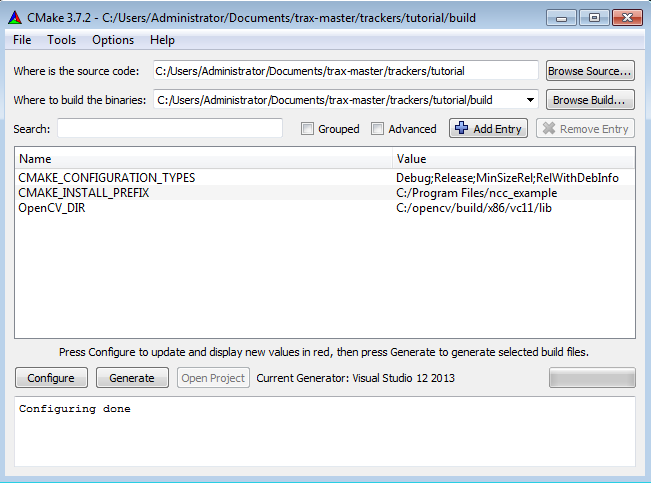 CMake 3.7.2 - C:/Users/Administrator/Documents/trax-master/trackers/tutorial/build
File Tools Options Help
Where is the source code: C:/Users/Administrator/Documents/trax-master/trackers/tutorial Browse Source...
Where to build the binaries: C:/Users/Administrator/Documents/trax-master/trackers/tutorial/build Browse Build...
Search: Grouped Advanced Add Entry Remove Entry
Name Value
CMAKE_CONFIGURATION_TYPES Debug;Release;MinSizeRel;RelWithDebInfo
CMAKE_INSTALL_PREFIX C:/Program Files/ncc_example
OpenCV_DIR C:/opencv/build/x86/vc11/lib
Press Configure to update and display new values in red, then press Generate to generate selected build files.
Configure Generate Open Project Current Generator: Visual Studio 12 2013
Configuring done